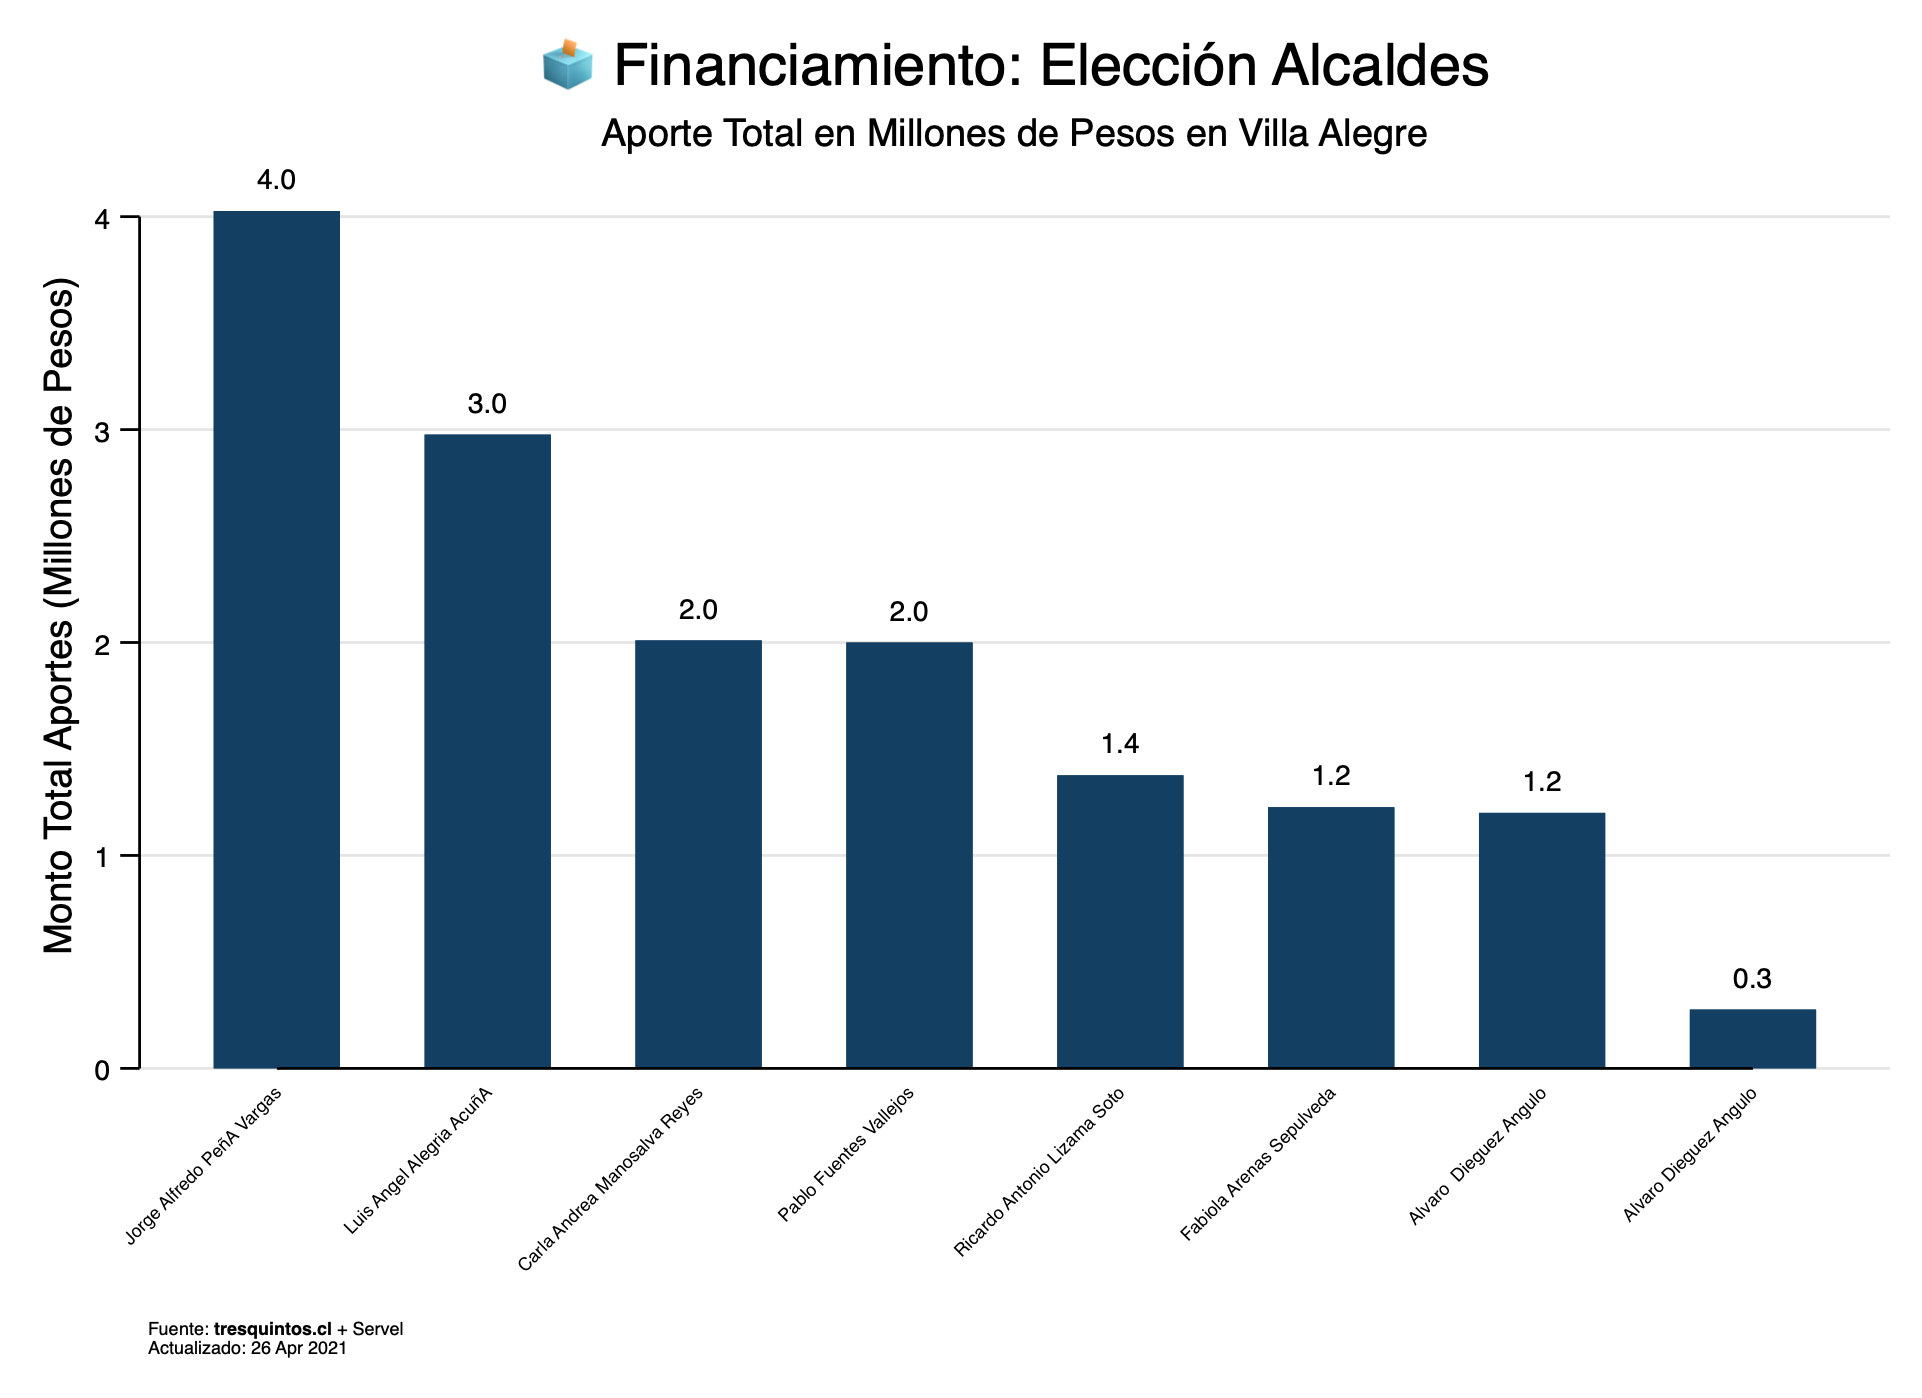 Financiamiento: Elección Alcaldes
Aporte Total en Millones de Pesos en Villa Alegre
Monto Total Aportes (Millones de Pesos)
4
3
2
1
0
4.0
3.0
2.0
2.0
1.4
1.2
1.2
0.3
Jorge Alfredo PeñA Vargas
Luis Angel Alegria AcuñA
Carla Andrea Manosalva Reyes
Pablo Fuentes Vallejos
Ricardo Antonio Lizama Soto
Fabiola Arenas Sepulveda
Alvaro  Dieguez Angulo
Alvaro Dieguez Angulo
Fuente: tresquintos.cl + Servel
Actualizado: 26 Apr 2021